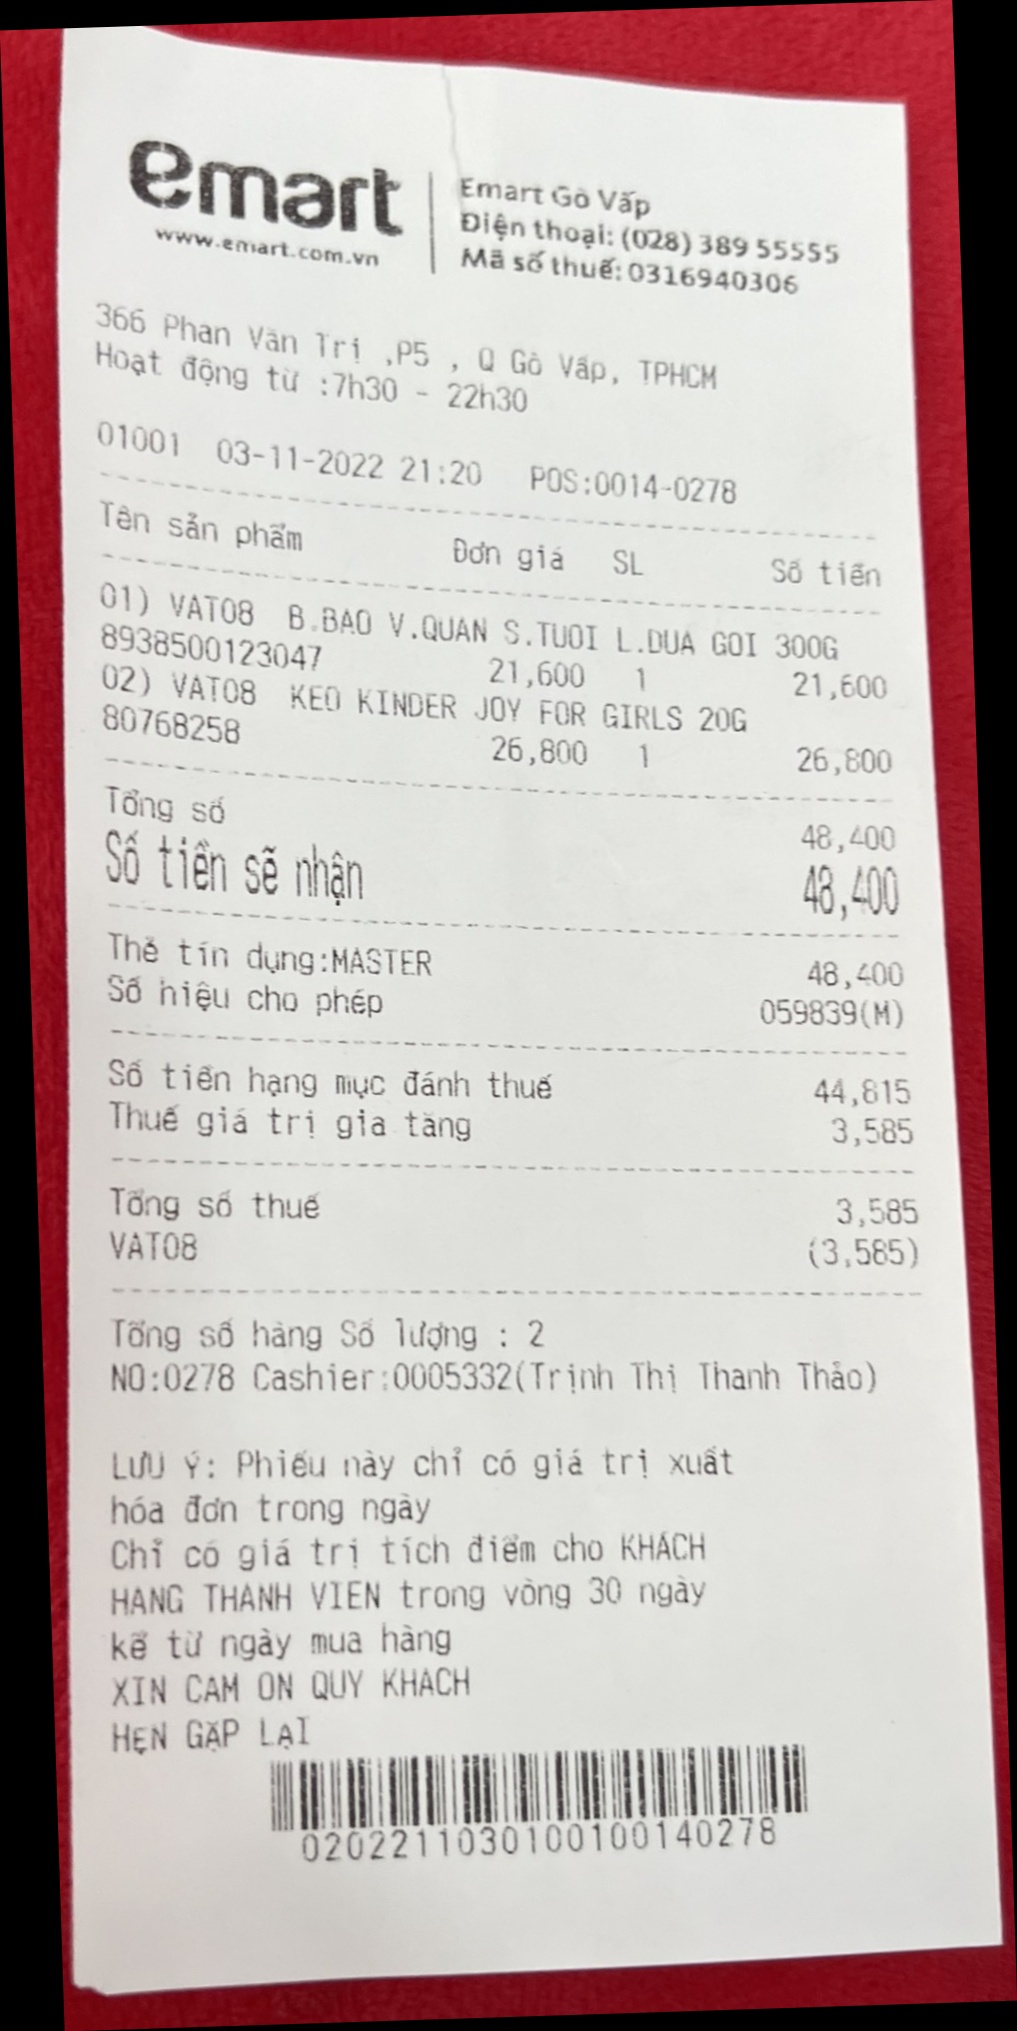 emart
www.emart.com.vn
Emart Gò Vấp
Điện thoại: (028) 389 55555
Mã số thuế: 0316940306
366 Phan Văn Trị ,P5 , Q Gò Vấp, TPHCM
Hoạt động từ :7h30 - 22h30
01001 03-11-2022 21:20 POS:0014-0278
Tên sản phẩm Đơn giá SL Số tiền
01) VAT08 B.BAO V.QUAN S.TUOI L.DUA GOI 300G
8938500123047 21,600 1 21,600
02) VAT08 KEO KINDER JOY FOR GIRLS 20G
80768258 26,800 1 26,800
Tổng số 48,400
Số tiền sẽ nhận 48,400
Thẻ tín dụng:MASTER 48,400
Số hiệu cho phép 059839(M)
Số tiền hạng mục đánh thuế 44,815
Thuế giá trị gia tăng 3,585
Tổng số thuế 3,585
VAT08 (3,585)
Tổng số hàng Số lượng : 2
NO:0278 Cashier:0005332(Trịnh Thị Thanh Thảo)
LƯU Ý: Phiếu này chỉ có giá trị xuất
hóa đơn trong ngày
Chỉ có giá trị tích điểm cho KHÁCH
HANG THANH VIEN trong vòng 30 ngày
kể từ ngày mua hàng
XIN CAM ON QUY KHACH
HẸN GẶP LẠI
02022110301001001​40278